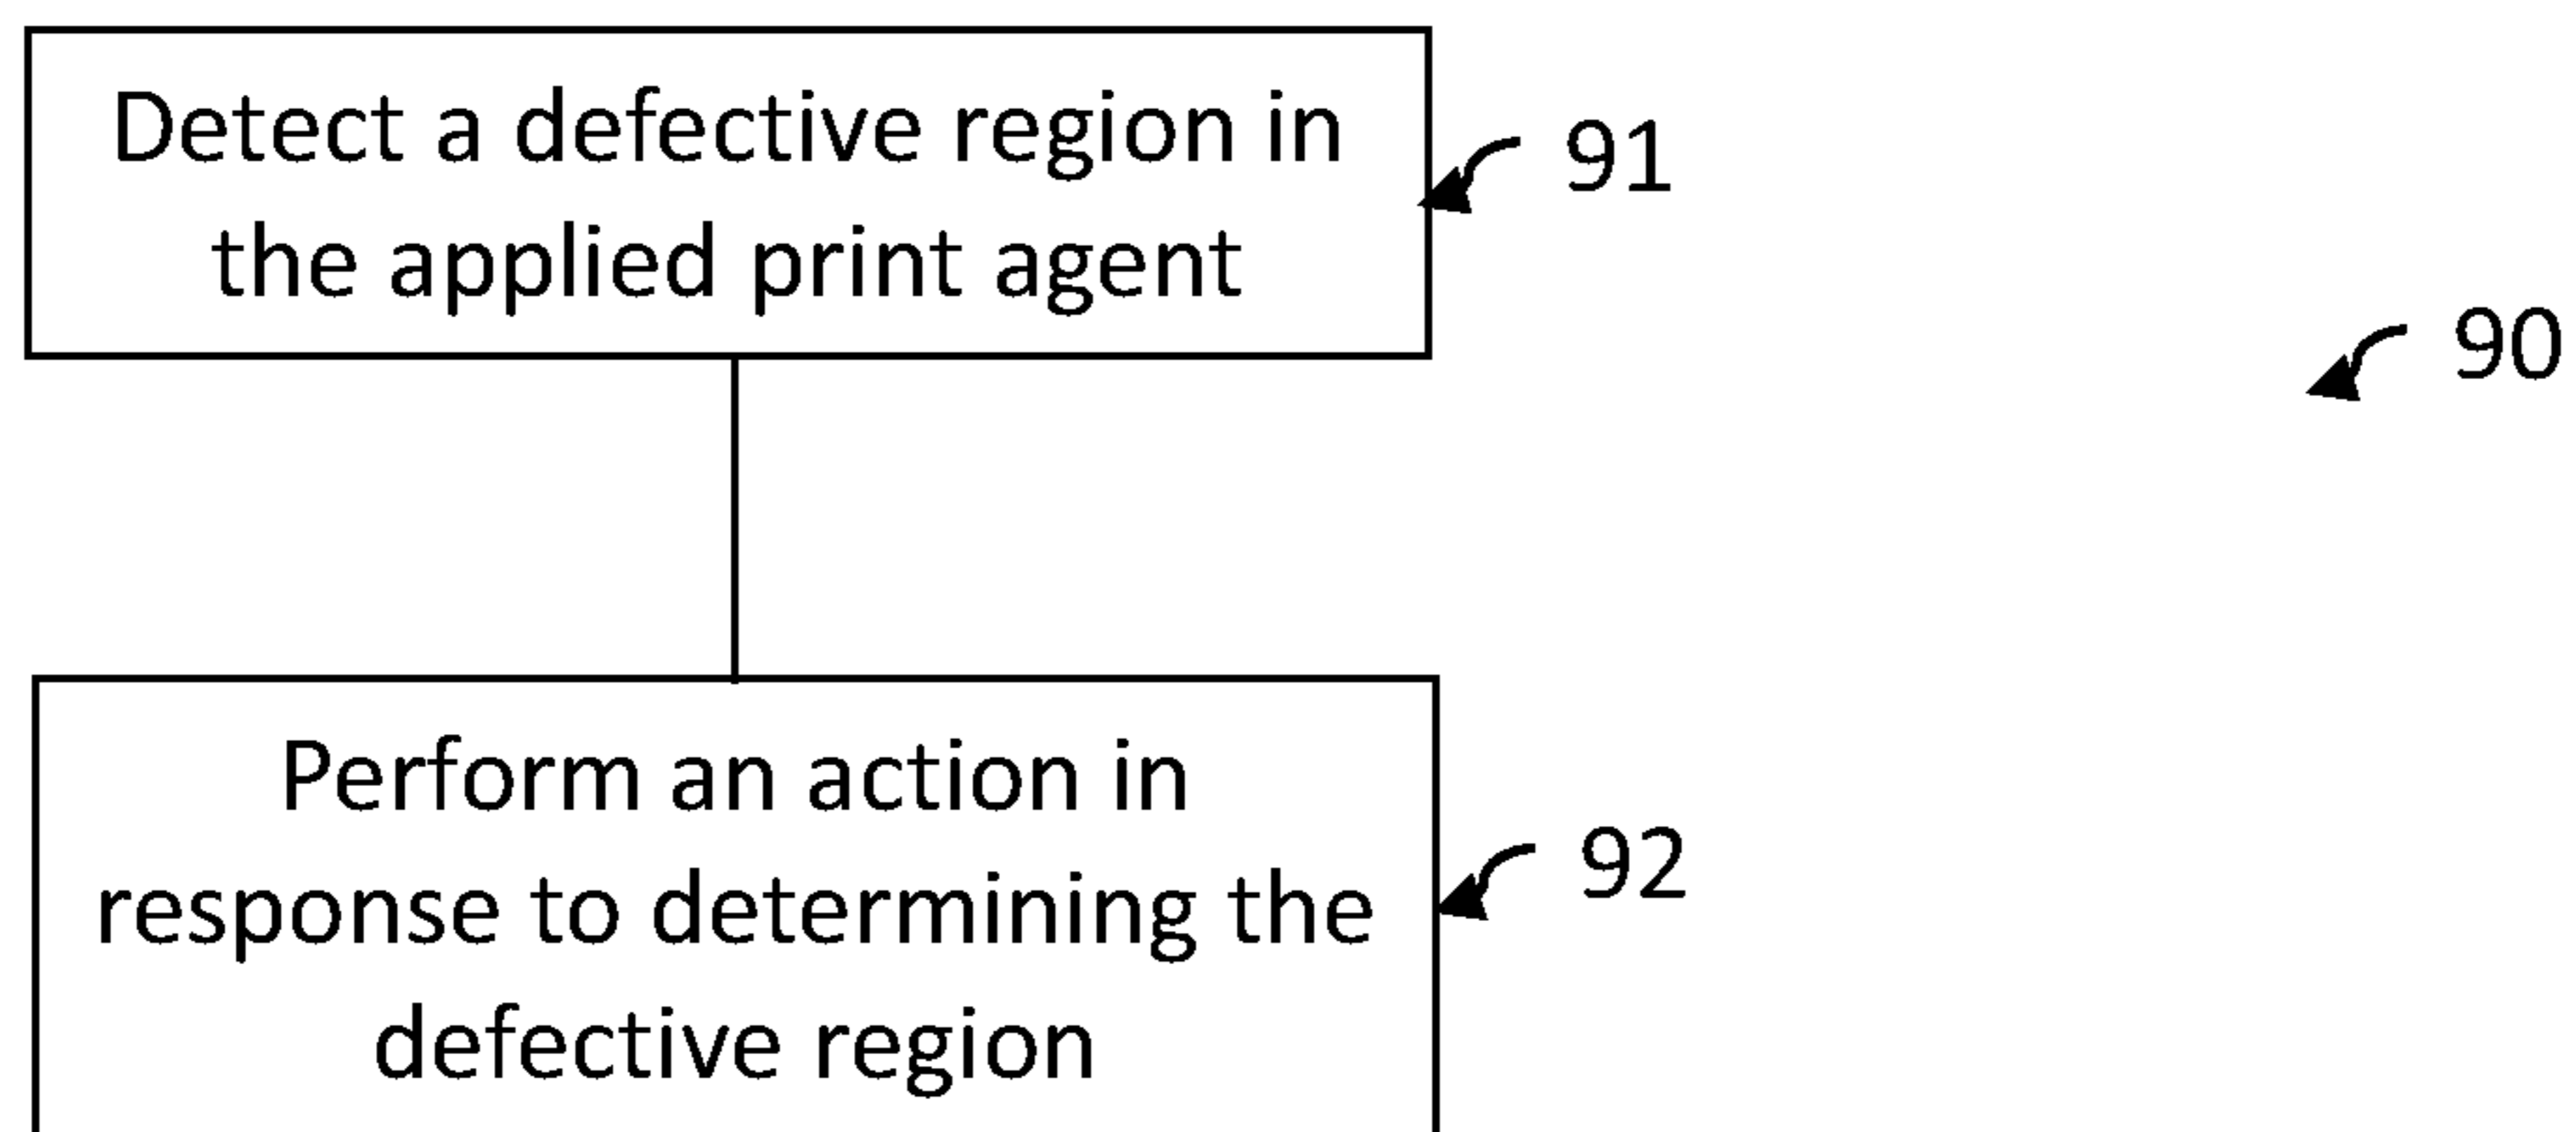 Detect a defective region in
the applied print agent
91
90
Perform an action in
response to determining the
defective region
92